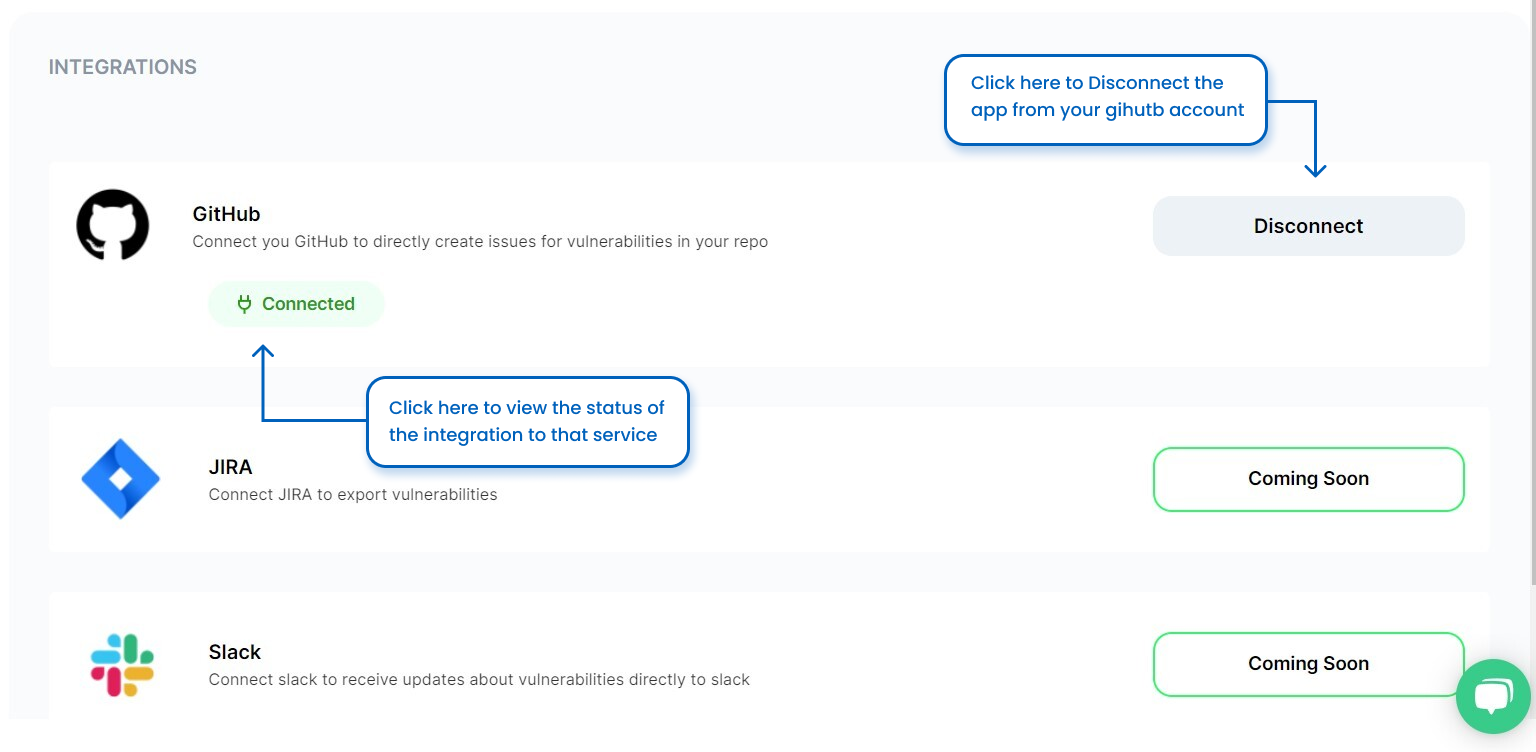 INTEGRATIONS
Click here to Disconnect the
app from your gihutb account
GitHub
Connect you GitHub to directly create issues for vulnerabilities in your repo
Disconnect
Connected
Click here to view the status of
the integration to that service
JIRA
Connect JIRA to export vulnerabilities
Coming Soon
Slack
Connect slack to receive updates about vulnerabilities directly to slack
Coming Soon